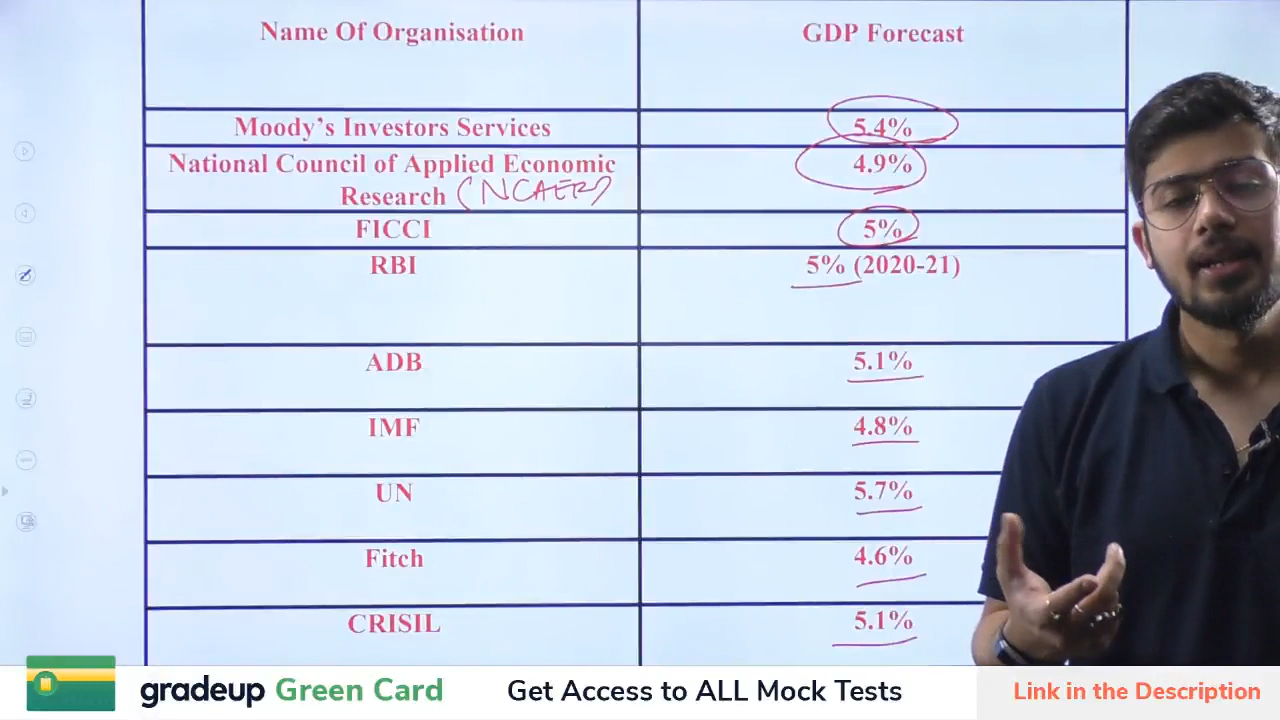 Name Of Organisation
GDP Forecast
Moody's Investors Services
5.4%
National Council of Applied Economic
Research (NCAER)
4.9%
FICCI
5%
RBI
5% (2020-21)
ADB
5.1%
IMF
4.8%
UN
5.7%
Fitch
4.6%
CRISIL
5.1%
gradeup Green Card
Get Access to ALL Mock Tests
Link in the Description